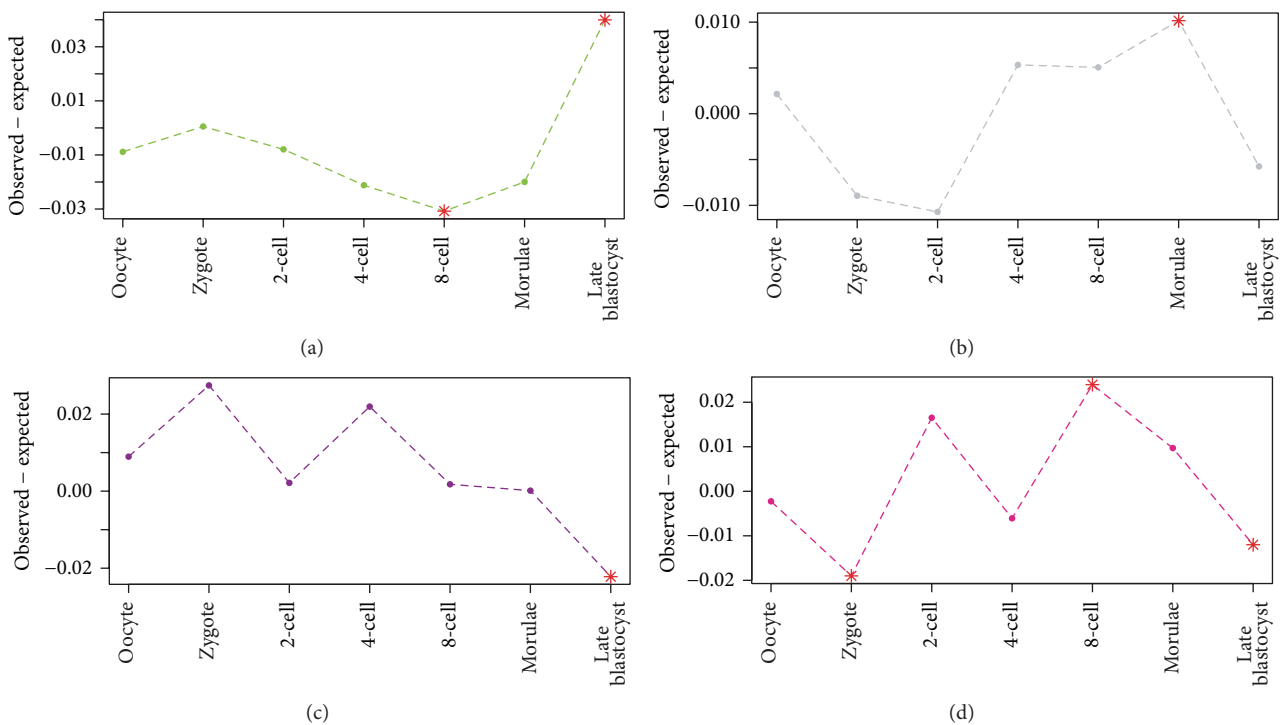 Observed − expected
0.03
0.01
−0.01
−0.03
Oocyte
Zygote
2-cell
4-cell
8-cell
Morulae
Late
blastocyst
(a)
Observed − expected
0.010
0.000
−0.010
Oocyte
Zygote
2-cell
4-cell
8-cell
Morulae
Late
blastocyst
(b)
Observed − expected
0.02
0.00
−0.02
Oocyte
Zygote
2-cell
4-cell
8-cell
Morulae
Late
blastocyst
(c)
Observed − expected
0.02
0.01
0.00
−0.01
−0.02
Oocyte
Zygote
2-cell
4-cell
8-cell
Morulae
Late
blastocyst
(d)